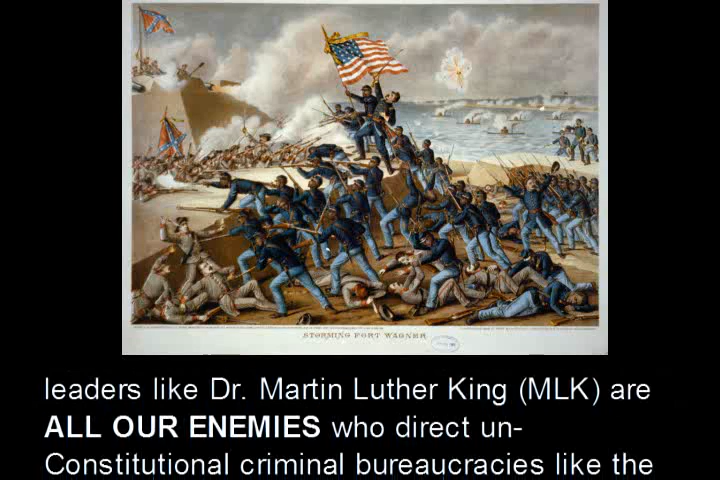 STORMING FORT WAGNER
leaders like Dr. Martin Luther King (MLK) are
ALL OUR ENEMIES who direct un-
Constitutional criminal bureaucracies like the